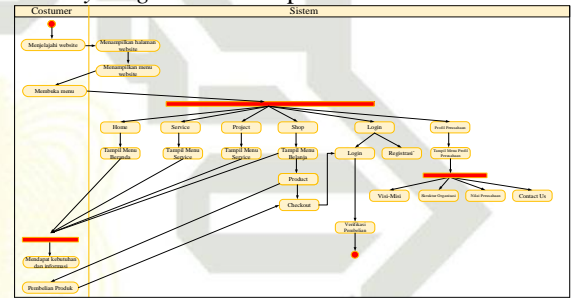 Costumer
Sistem
Menjelajahi website
Menampilkan halaman
website
Menampilkan menu
website
Membuka menu
Home
Service
Project
Shop
Login
Profil Perusahaan
Tampil Menu
Beranda
Tampil Menu
Service
Tampil Menu
Service
Tampil Menu
Belanja
Login
Registrasi
Tampil Menu Profil
Perusahaan
Product
Checkout
Visi-Misi
Struktur Organisasi
Nilai Perusahaan
Contact Us
Verifikasi
Pembelian
Mendapat kebutuhan
dan informasi
Pembelian Produk